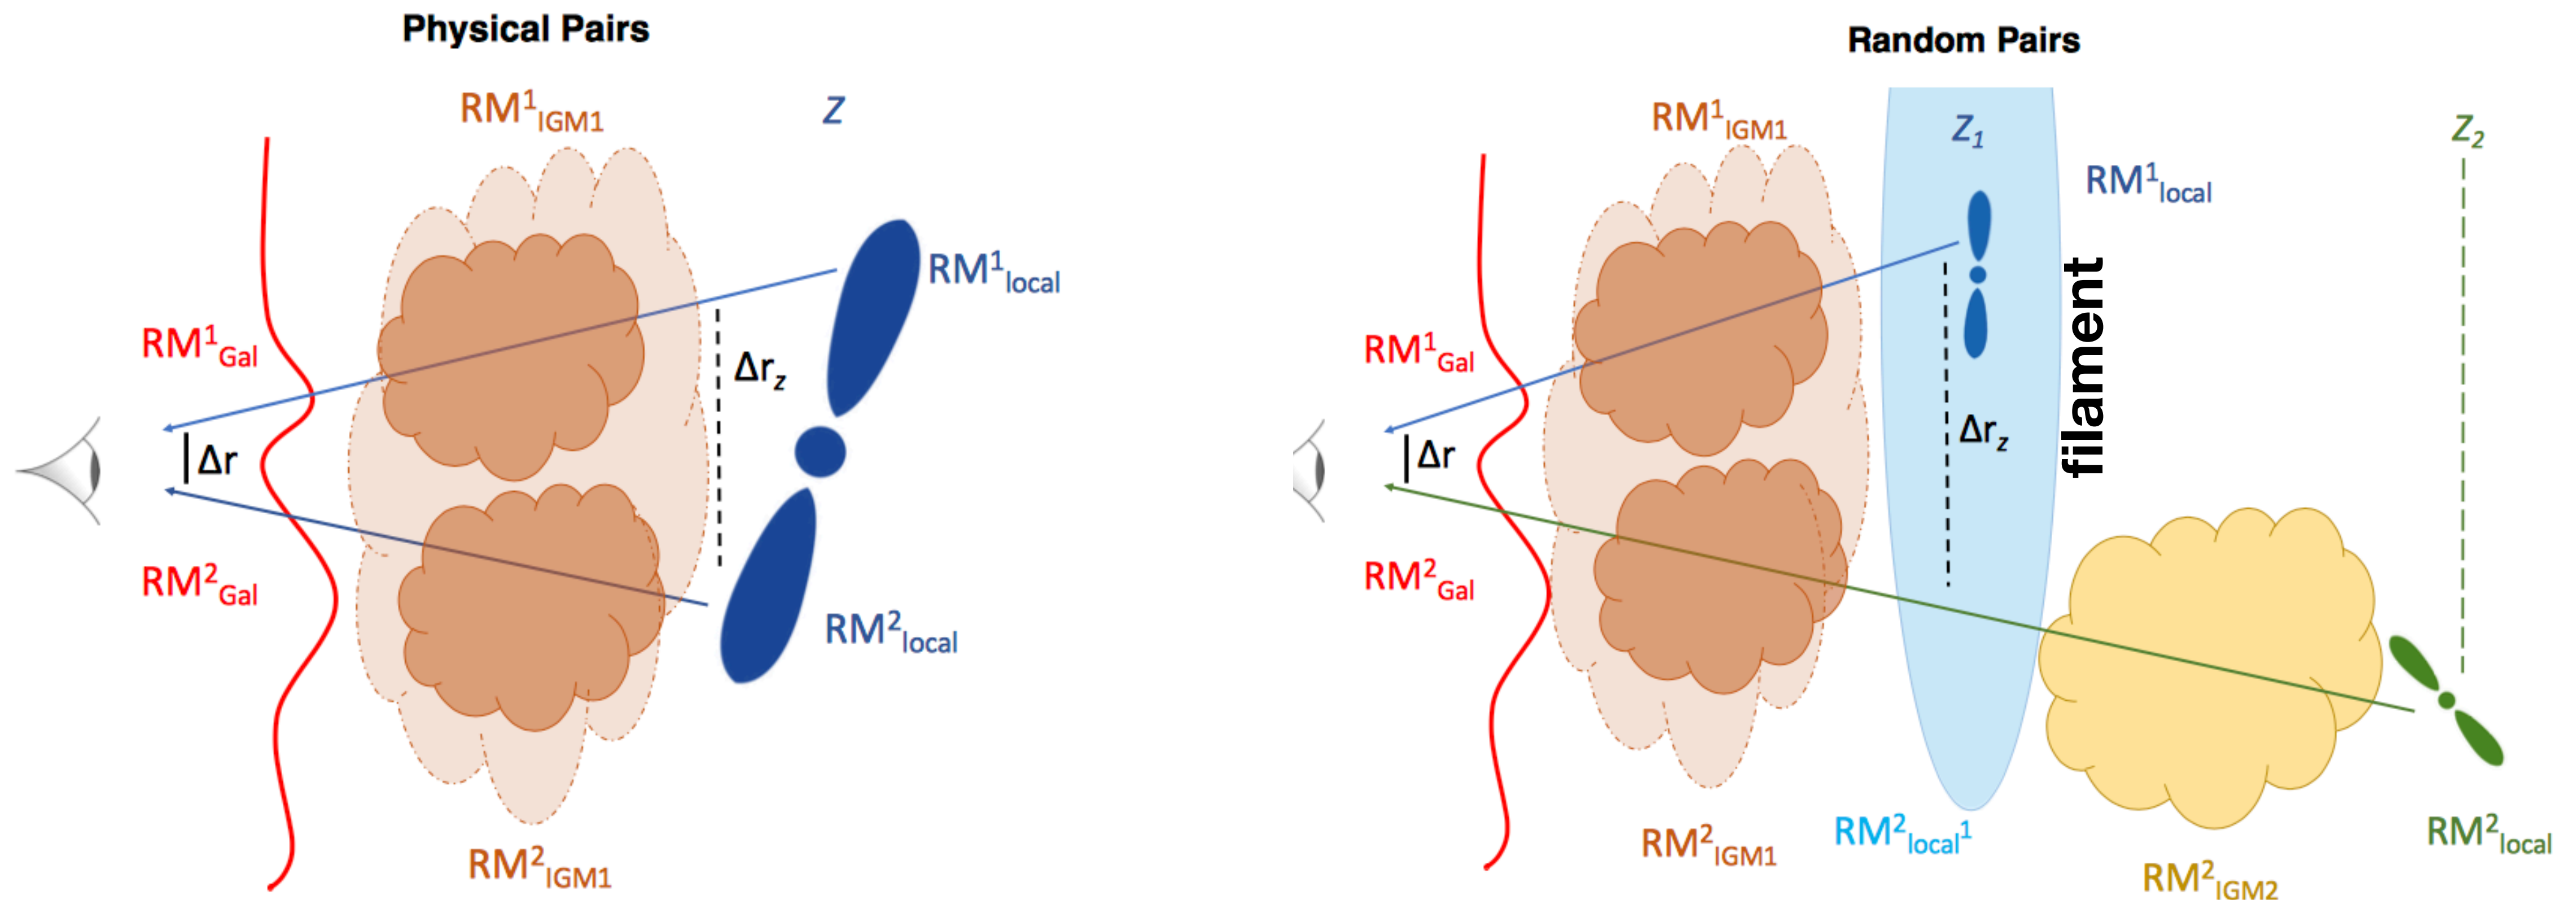 Physical Pairs
RM¹IGM1
Z
RM¹local
RM¹Gal
Δrz
Δr
RM²Gal
RM²local
RM²IGM1
Random Pairs
RM¹IGM1
Z1
Z2
RM¹local
filament
RM¹Gal
Δr
Δrz
RM²Gal
RM²IGM1
RM²local¹
RM²local
RM²IGM2